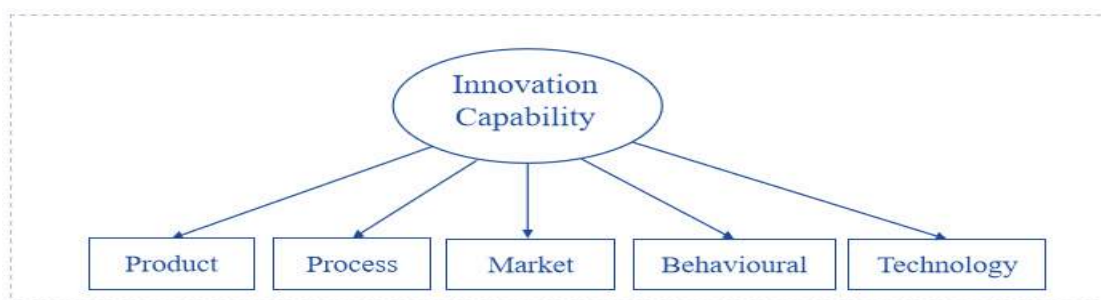 Innovation
Capability
Product
Process
Market
Behavioural
Technology